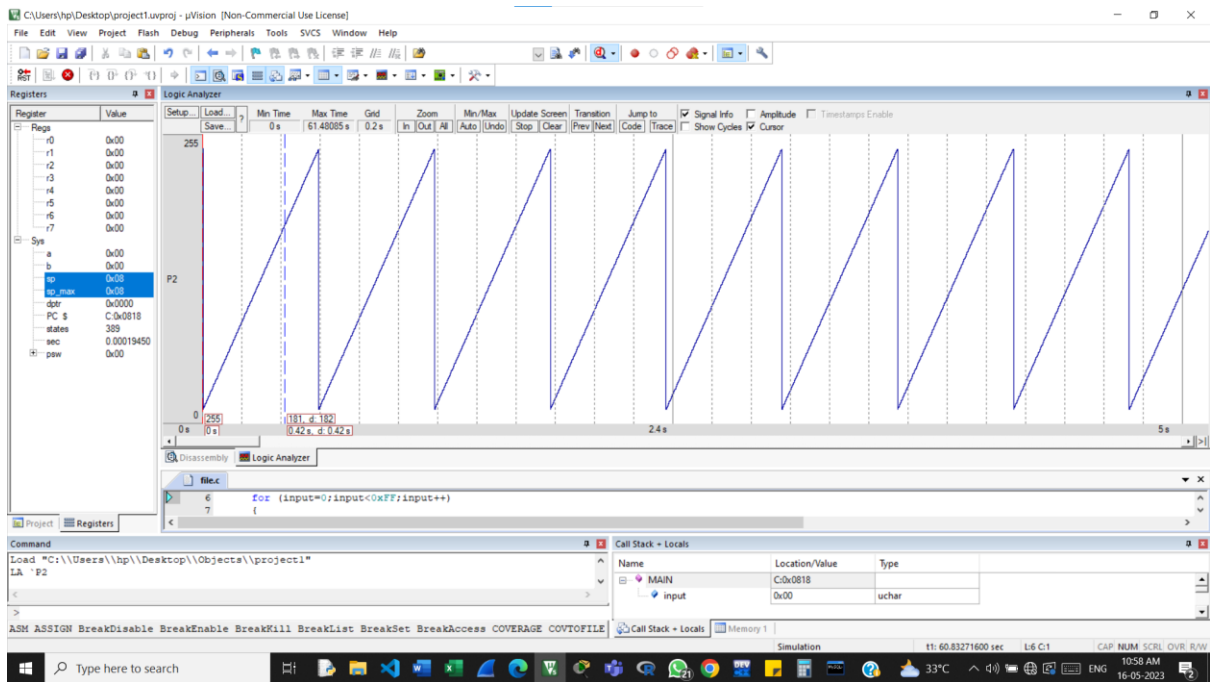 C:\Users\hp\Desktop\project1.uvproj - µVision [Non-Commercial Use License]
File Edit View Project Flash Debug Peripherals Tools SVCS Window Help
RST
Registers
Logic Analyzer
Register Value
Regs
r0 0x00
r1 0x00
r2 0x00
r3 0x00
r4 0x00
r5 0x00
r6 0x00
r7 0x00
Sys
a 0x00
b 0x00
sp 0x08
sp_max 0x08
dptr 0x0000
PC $ C:0x0818
states 389
sec 0.00019450
psw 0x00
Setup... Load... ? Min Time Max Time Grid Zoom Min/Max Update Screen Transition Jump to Signal Info Amplitude Timestamps Enable
Save... 0 s 61.48085 s 0.2 s In Out All Auto Undo Stop Clear Prev Next Code Trace Show Cycles Cursor
255
P2
0
255 181, d: 182
0 s 0 s 0.42 s, d: 0.42 s 2.4 s 5 s
Disassembly Logic Analyzer
file.c
6 for (input=0;input<0xFF;input++)
7 {
Project Registers
Command
Load "C:\\Users\\hp\\Desktop\\Objects\\project1"
LA `P2
>
ASM ASSIGN BreakDisable BreakEnable BreakKill BreakList BreakSet BreakAccess COVERAGE COVTOFILE
Call Stack + Locals
Name Location/Value Type
MAIN C:0x0818
input 0x00 uchar
Call Stack + Locals Memory 1
Simulation t1: 60.83271600 sec L:6 C:1 CAP NUM SCRL OVR R/W
Type here to search
21
DEV
33°C
ENG
10:58 AM
16-05-2023
2